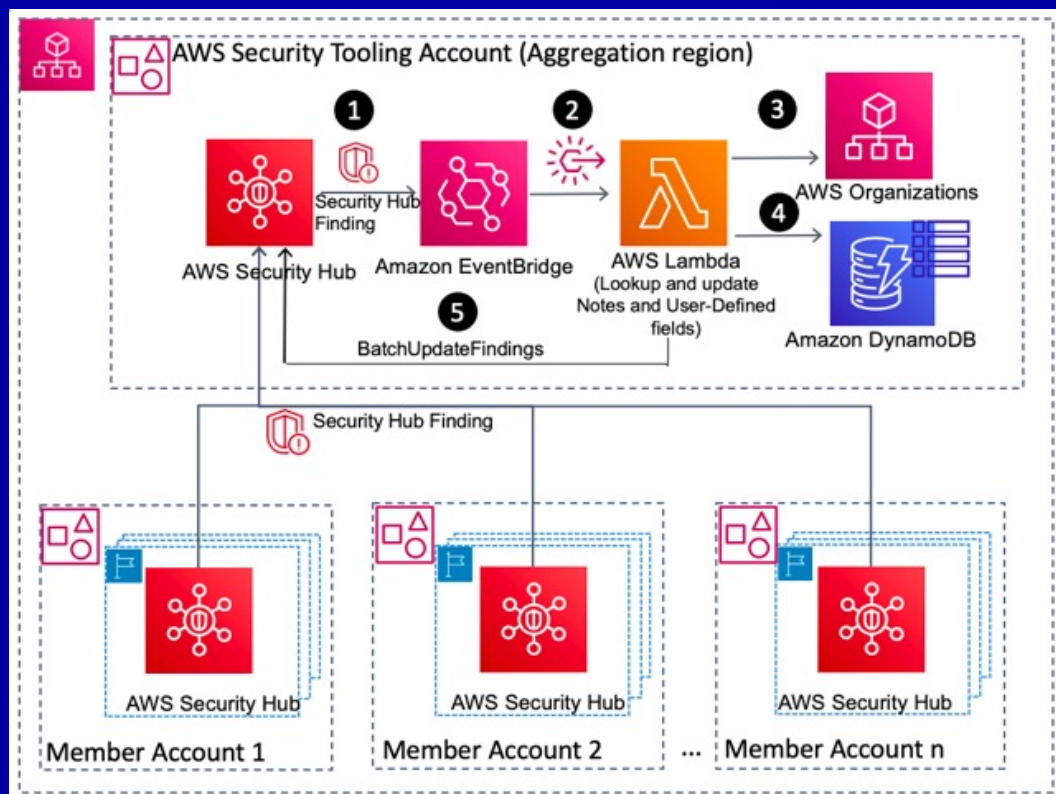 AWS Security Tooling Account (Aggregation region)
1
2
3
Security Hub
Finding
AWS Security Hub
Amazon EventBridge
AWS Lambda
(Lookup and update
Notes and User-Defined
fields)
AWS Organizations
4
Amazon DynamoDB
5
BatchUpdateFindings
Security Hub Finding
AWS Security Hub
Member Account 1
AWS Security Hub
Member Account 2
...
AWS Security Hub
Member Account n